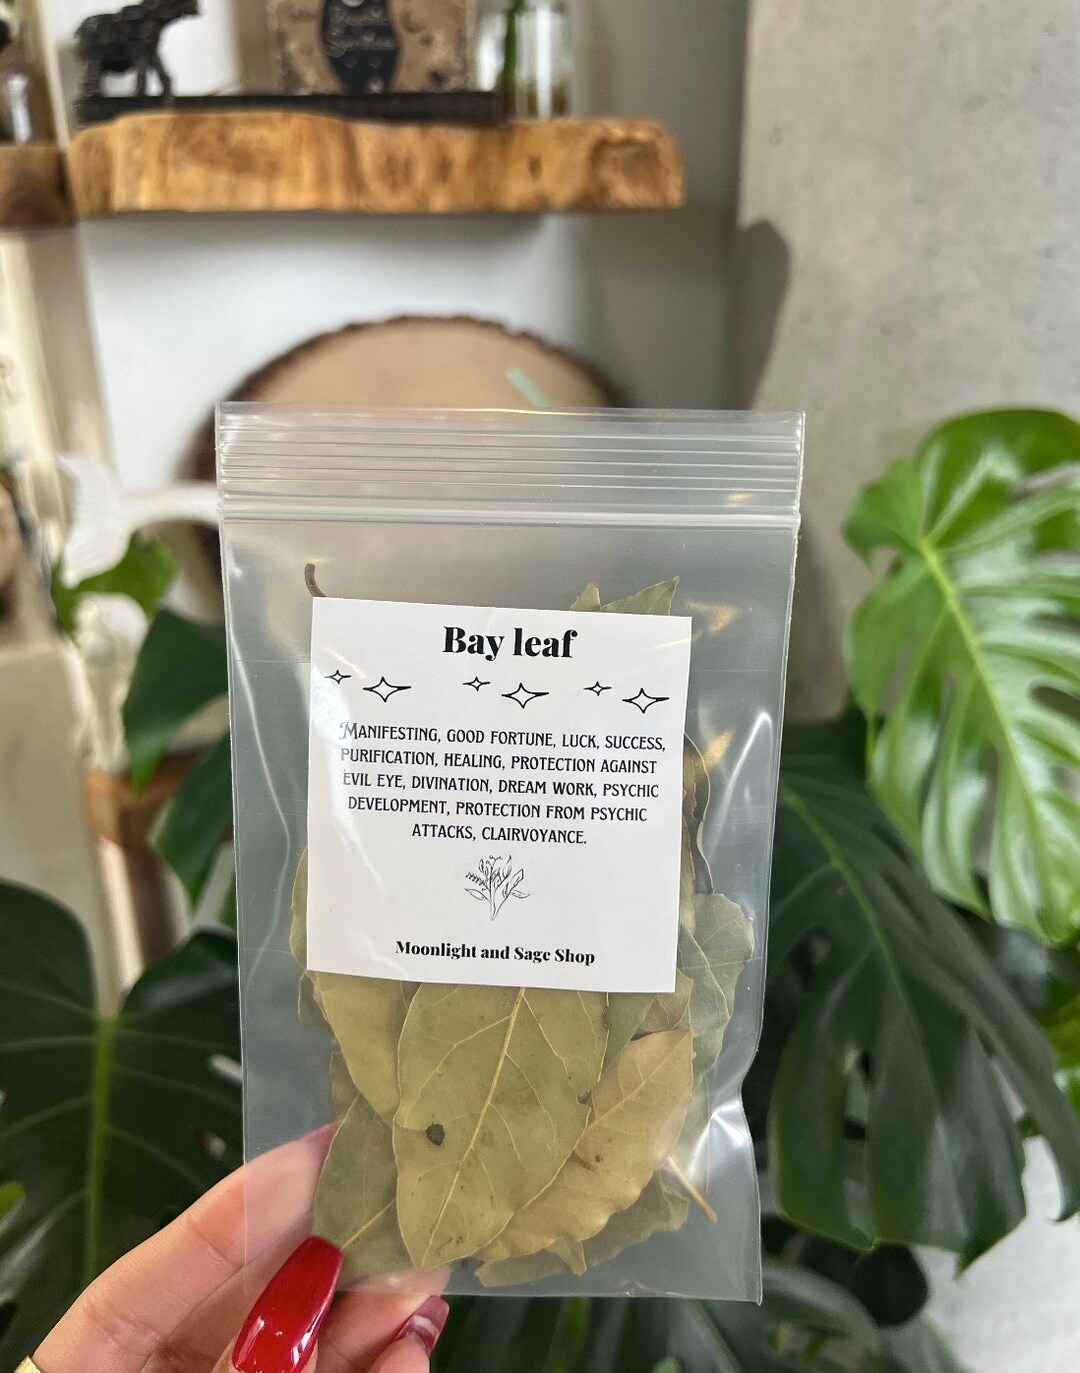 Bay leaf
Manifesting, good fortune, luck, success,
purification, healing, protection against
evil eye, divination, dream work, psychic
development, protection from psychic
attacks, clairvoyance.
Moonlight and Sage Shop